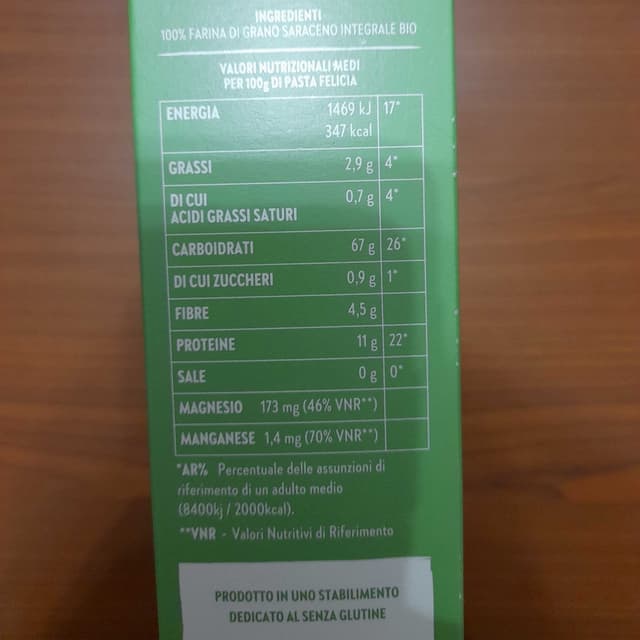 INGREDIENTI
100% FARINA DI GRANO SARACENO INTEGRALE BIO
VALORI NUTRIZIONALI MEDI
PER 100g DI PASTA FELICIA
ENERGIA 1469 kJ 17*
347 kcal
GRASSI 2,9 g 4*
DI CUI 0,7 g 4*
ACIDI GRASSI SATURI
CARBOIDRATI 67 g 26*
DI CUI ZUCCHERI 0,9 g 1*
FIBRE 4,5 g
PROTEINE 11 g 22*
SALE 0 g 0*
MAGNESIO 173 mg (46% VNR**)
MANGANESE 1,4 mg (70% VNR**)
*AR% Percentuale delle assunzioni di
riferimento di un adulto medio
(8400kj / 2000kcal).
**VNR - Valori Nutritivi di Riferimento
PRODOTTO IN UNO STABILIMENTO
DEDICATO AL SENZA GLUTINE